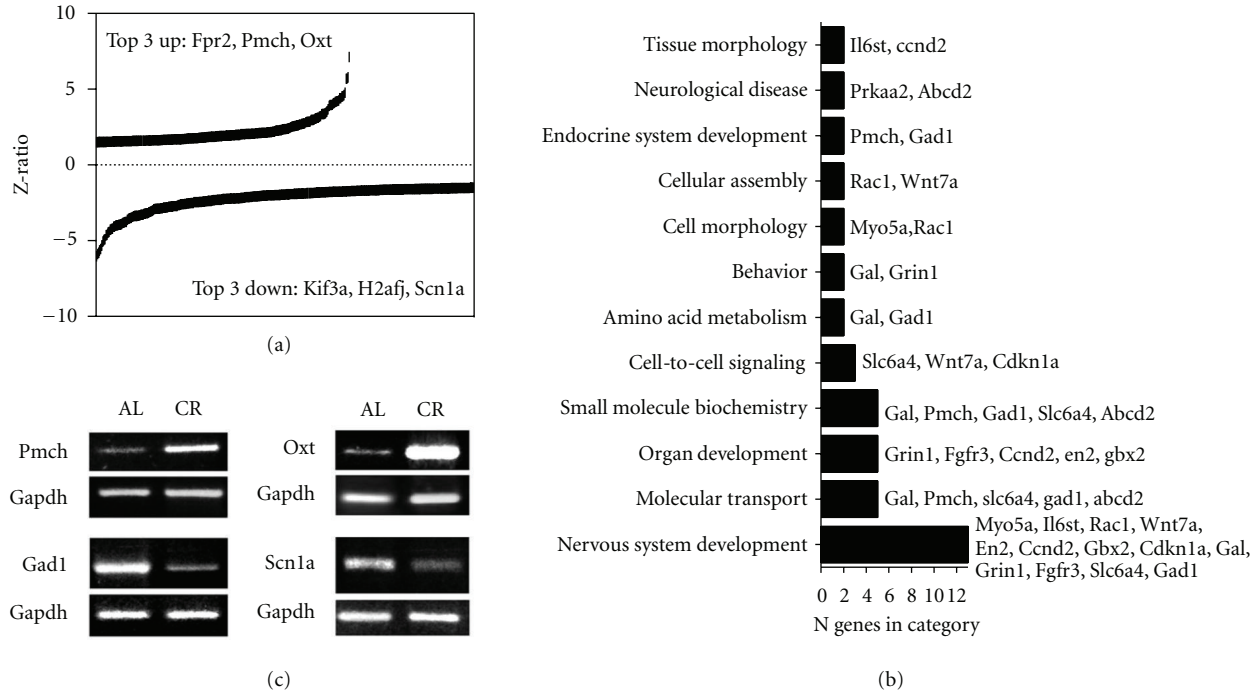 10
5
0
−5
−10
Z-ratio
Top 3 up: Fpr2, Pmch, Oxt
Top 3 down: Kif3a, H2afj, Scn1a
(a)
AL CR
Pmch
Gapdh
Gad1
Gapdh
AL CR
Oxt
Gapdh
Scn1a
Gapdh
(c)
Tissue morphology Il6st, ccnd2
Neurological disease Prkaa2, Abcd2
Endocrine system development Pmch, Gad1
Cellular assembly Rac1, Wnt7a
Cell morphology Myo5a,Rac1
Behavior Gal, Grin1
Amino acid metabolism Gal, Gad1
Cell-to-cell signaling Slc6a4, Wnt7a, Cdkn1a
Small molecule biochemistry Gal, Pmch, Gad1, Slc6a4, Abcd2
Organ development Grin1, Fgfr3, Ccnd2, en2, gbx2
Molecular transport Gal, Pmch, slc6a4, gad1, abcd2
Nervous system development
Myo5a, Il6st, Rac1, Wnt7a,
En2, Ccnd2, Gbx2, Cdkn1a, Gal,
Grin1, Fgfr3, Slc6a4, Gad1
0 2 4 6 8 10 12
N genes in category
(b)